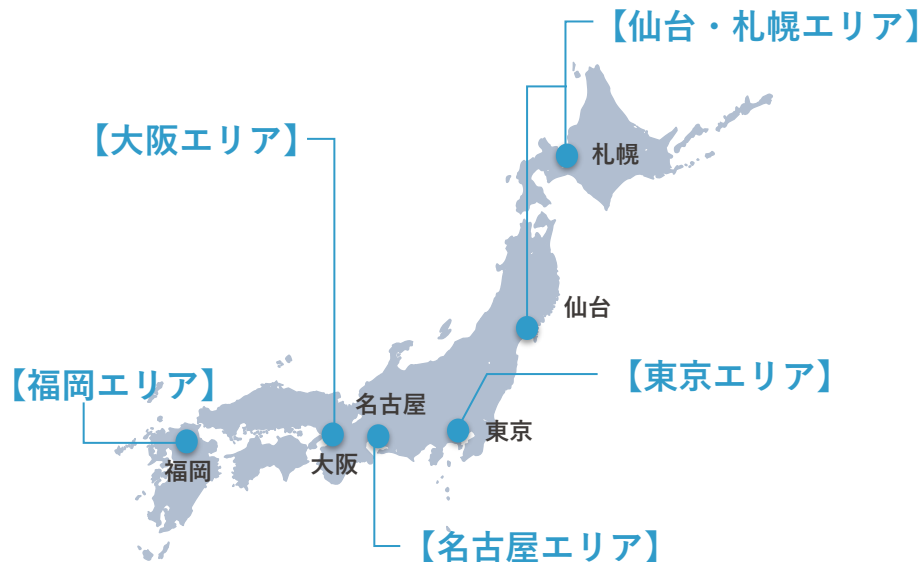 【仙台・札幌エリア】
【大阪エリア】
札幌
仙台
【福岡エリア】
【東京エリア】
名古屋
東京
大阪
福岡
【名古屋エリア】